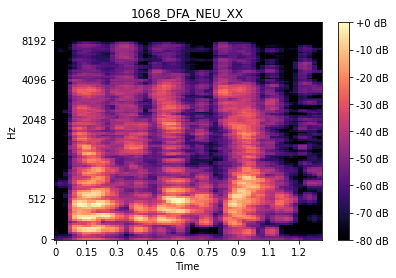 1068_DFA_NEU_XX
Hz
8192
4096
2048
1024
512
0
0 0.15 0.3 0.45 0.6 0.75 0.9 1.1 1.2
Time
+0 dB
-10 dB
-20 dB
-30 dB
-40 dB
-50 dB
-60 dB
-70 dB
-80 dB